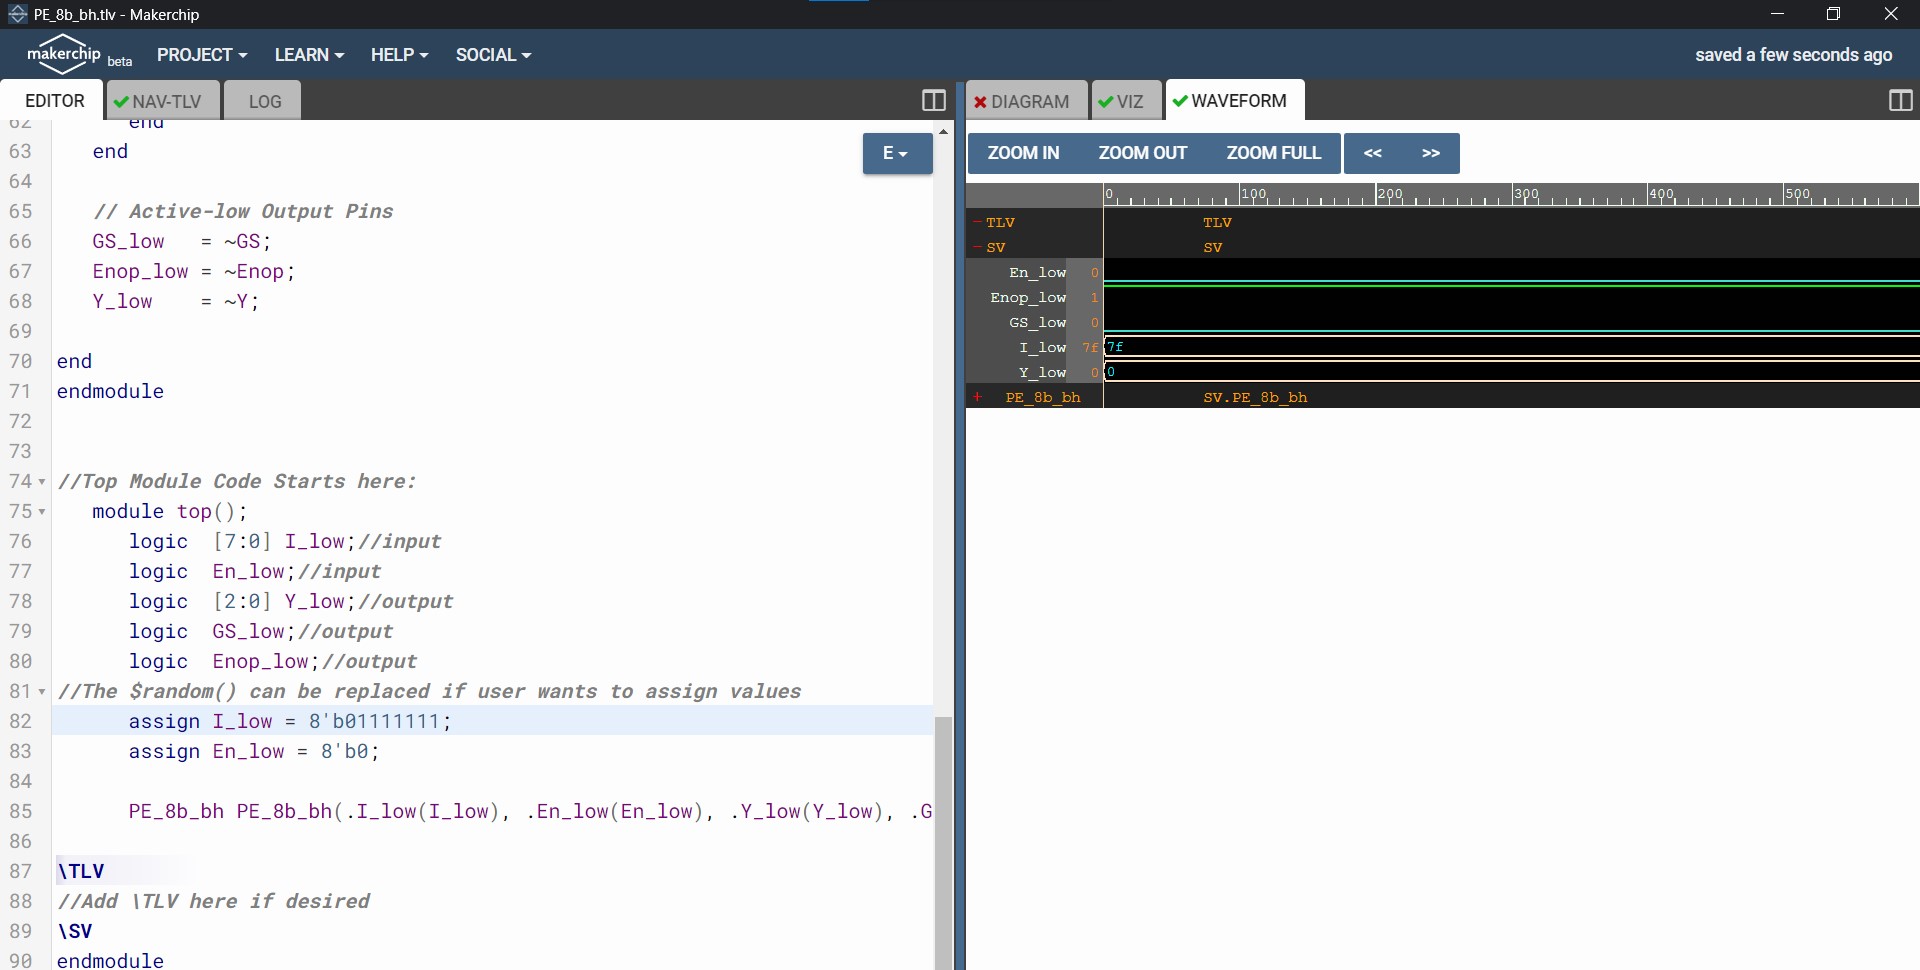 PE_8b_bh.tlv - Makerchip
makerchip beta PROJECT LEARN HELP SOCIAL saved a few seconds ago
EDITOR NAV-TLV LOG
62 end
63 end
64
65 // Active-low Output Pins
66 GS_low = ~GS;
67 Enop_low = ~Enop;
68 Y_low = ~Y;
69
70 end
71 endmodule
72
73
74 //Top Module Code Starts here:
75 module top();
76 logic [7:0] I_low;//input
77 logic En_low;//input
78 logic [2:0] Y_low;//output
79 logic GS_low;//output
80 logic Enop_low;//output
81 //The $random() can be replaced if user wants to assign values
82 assign I_low = 8'b01111111;
83 assign En_low = 8'b0;
84
85 PE_8b_bh PE_8b_bh(.I_low(I_low), .En_low(En_low), .Y_low(Y_low), .G
86
87 \TLV
88 //Add \TLV here if desired
89 \SV
90 endmodule
E
DIAGRAM VIZ WAVEFORM
ZOOM IN ZOOM OUT ZOOM FULL << >>
0 100 200 300 400 500
- TLV TLV
- SV SV
En_low 0
Enop_low 1
GS_low 0
I_low 7f 7f
Y_low 0 0
+ PE_8b_bh SV.PE_8b_bh